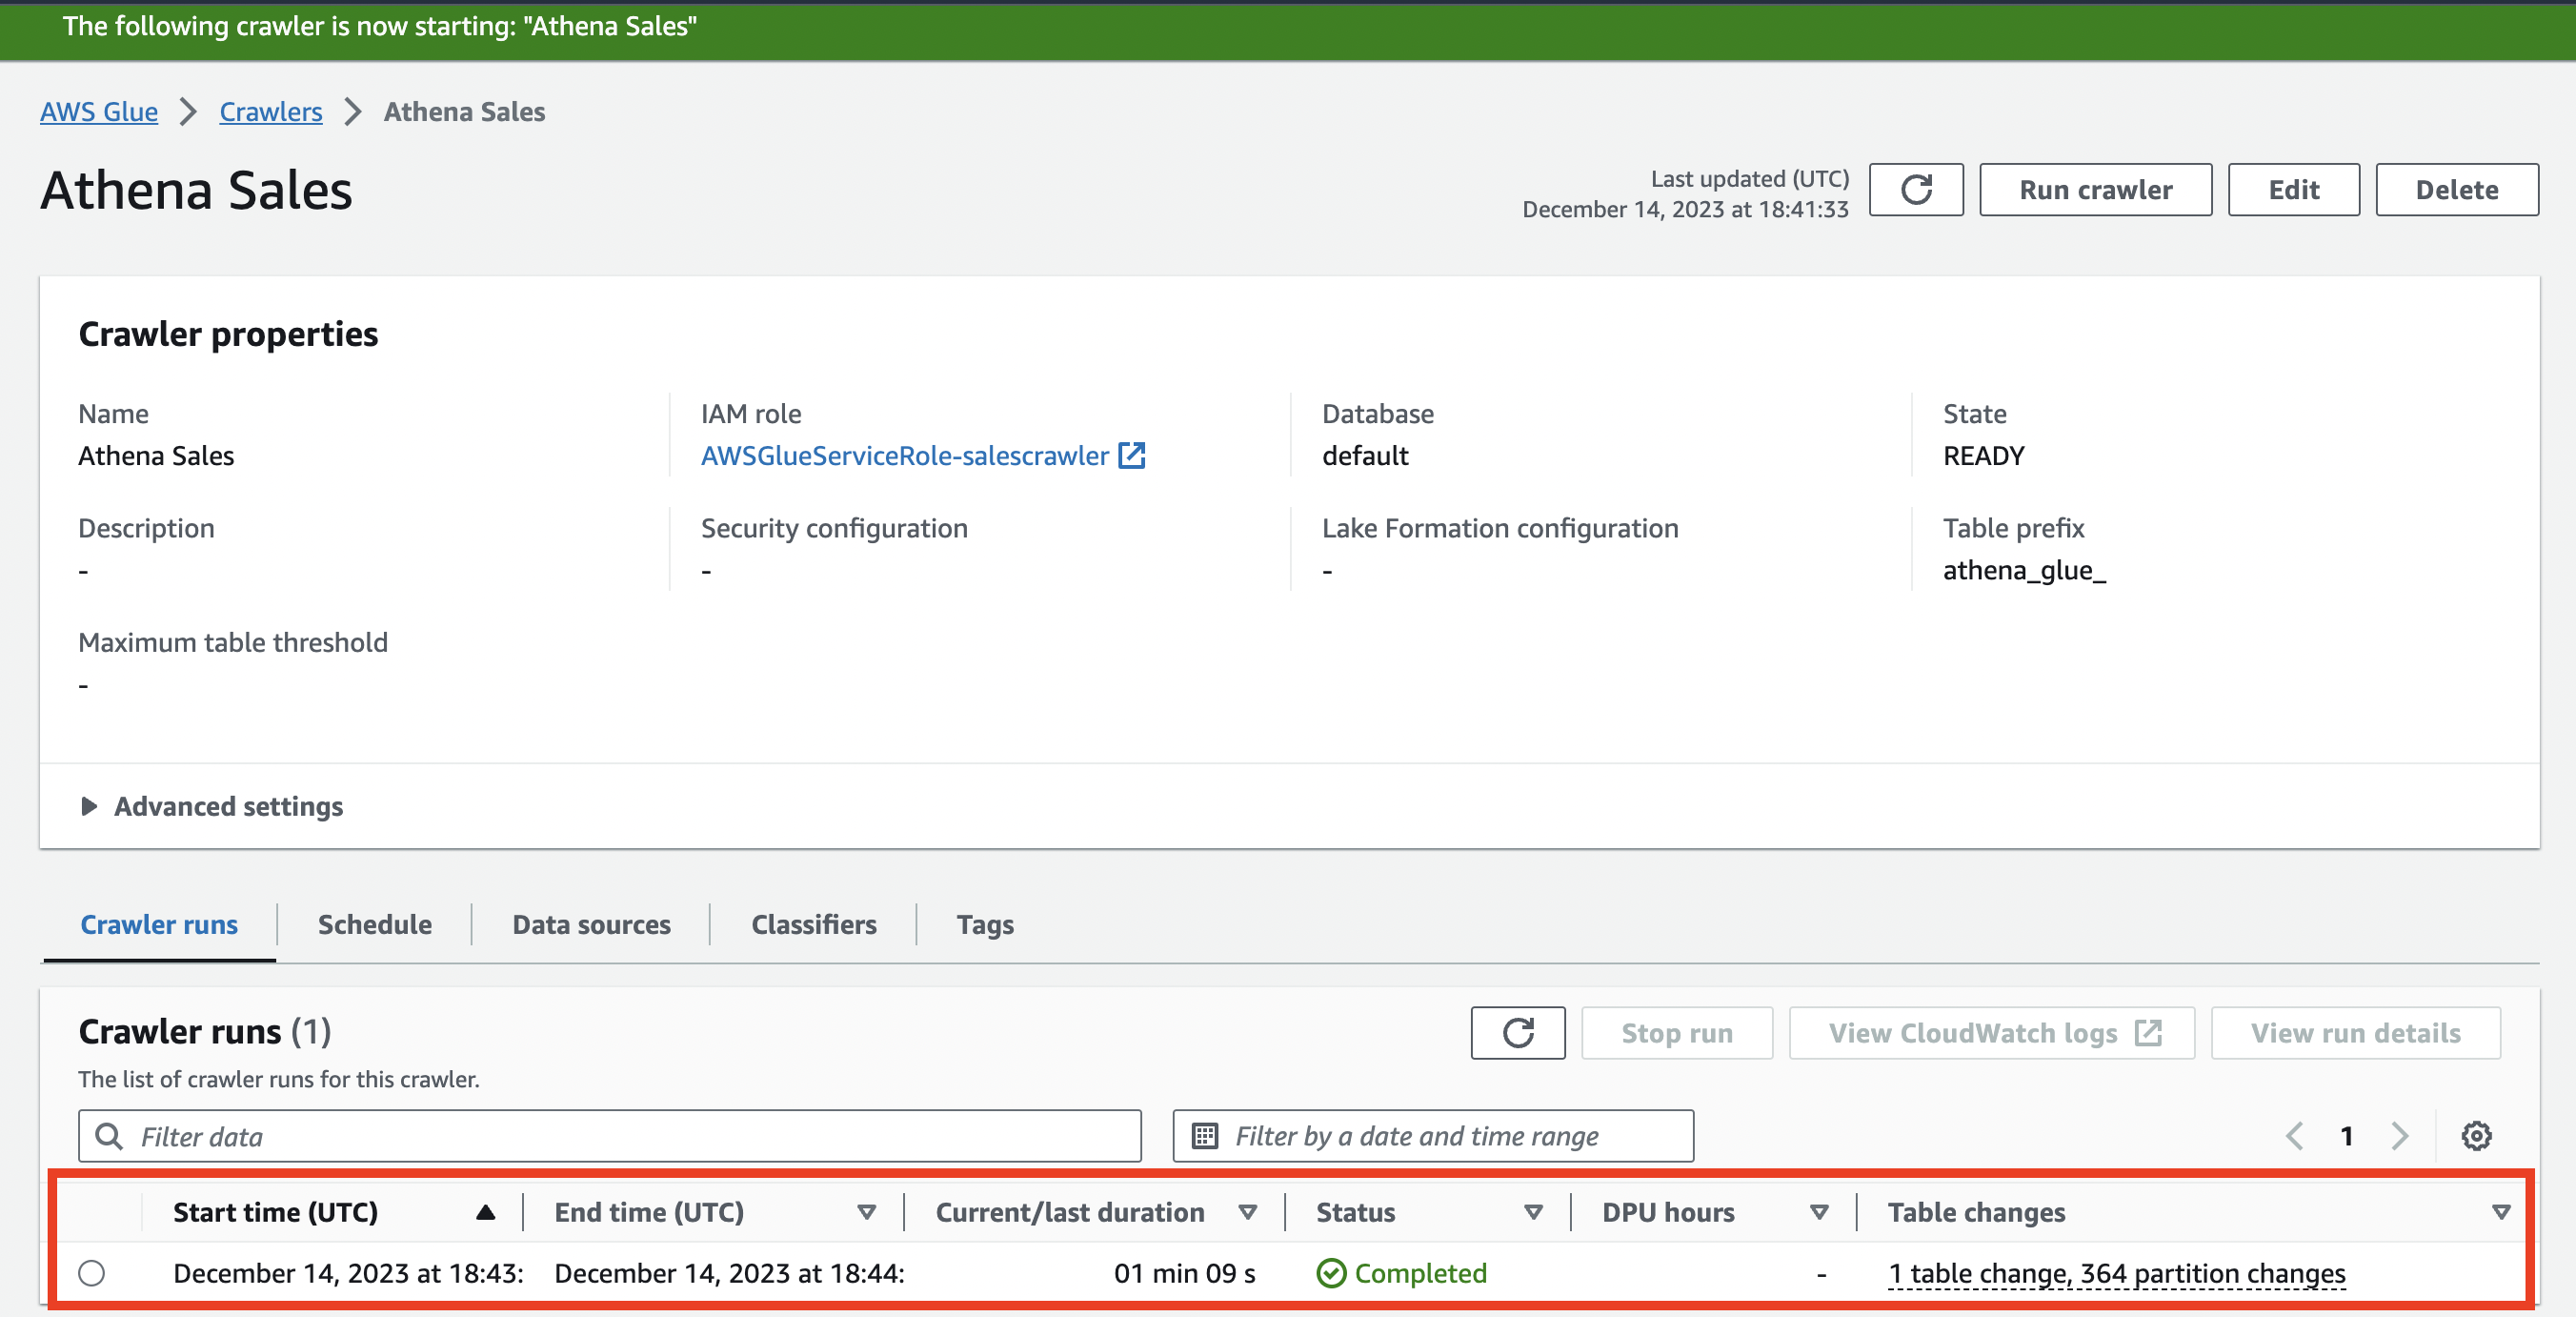 The following crawler is now starting: "Athena Sales"
AWS Glue > Crawlers > Athena Sales
Athena Sales
Last updated (UTC)
December 14, 2023 at 18:41:33
Run crawler
Edit
Delete
Crawler properties
Name
Athena Sales
IAM role
AWSGlueServiceRole-salescrawler
Database
default
State
READY
Description
-
Security configuration
-
Lake Formation configuration
-
Table prefix
athena_glue_
Maximum table threshold
-
Advanced settings
Crawler runs
Schedule
Data sources
Classifiers
Tags
Crawler runs (1)
The list of crawler runs for this crawler.
Stop run
View CloudWatch logs
View run details
Filter data
Filter by a date and time range
1
Start time (UTC) End time (UTC) Current/last duration Status DPU hours Table changes
December 14, 2023 at 18:43: December 14, 2023 at 18:44: 01 min 09 s Completed - 1 table change, 364 partition changes